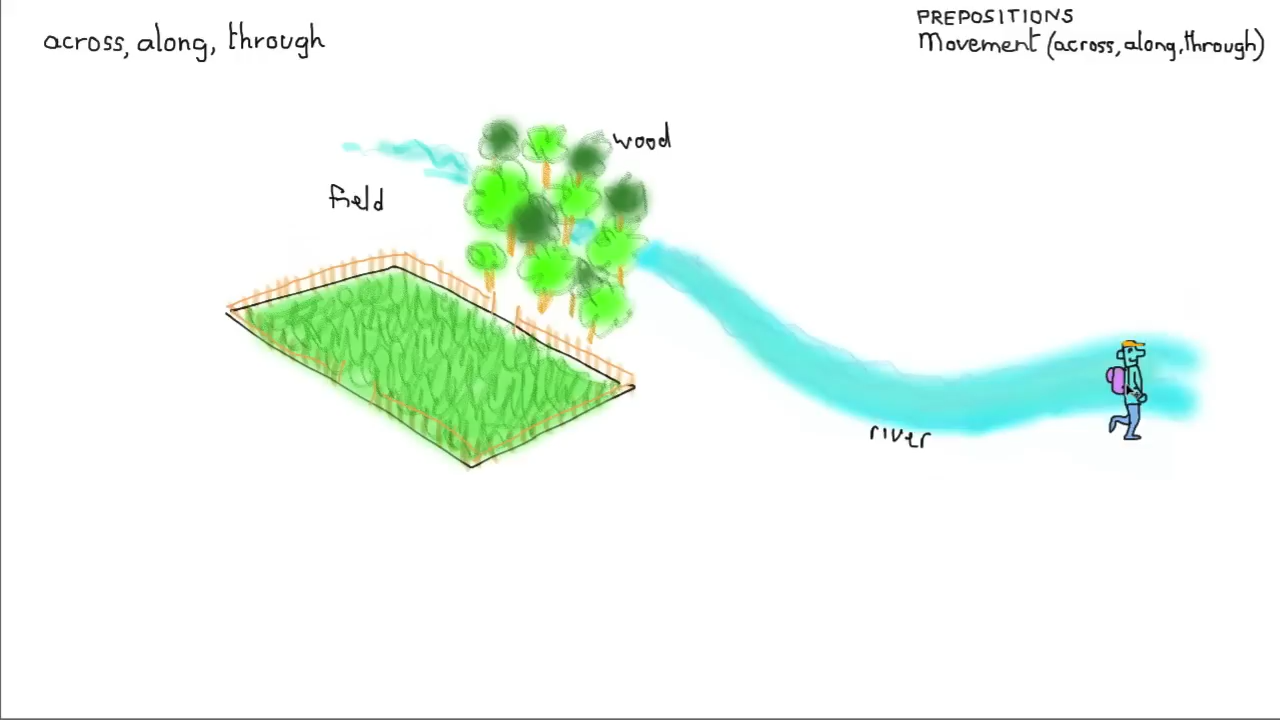 across, along, through
PREPOSITIONS
Movement (across, along, through)
wood
field
river